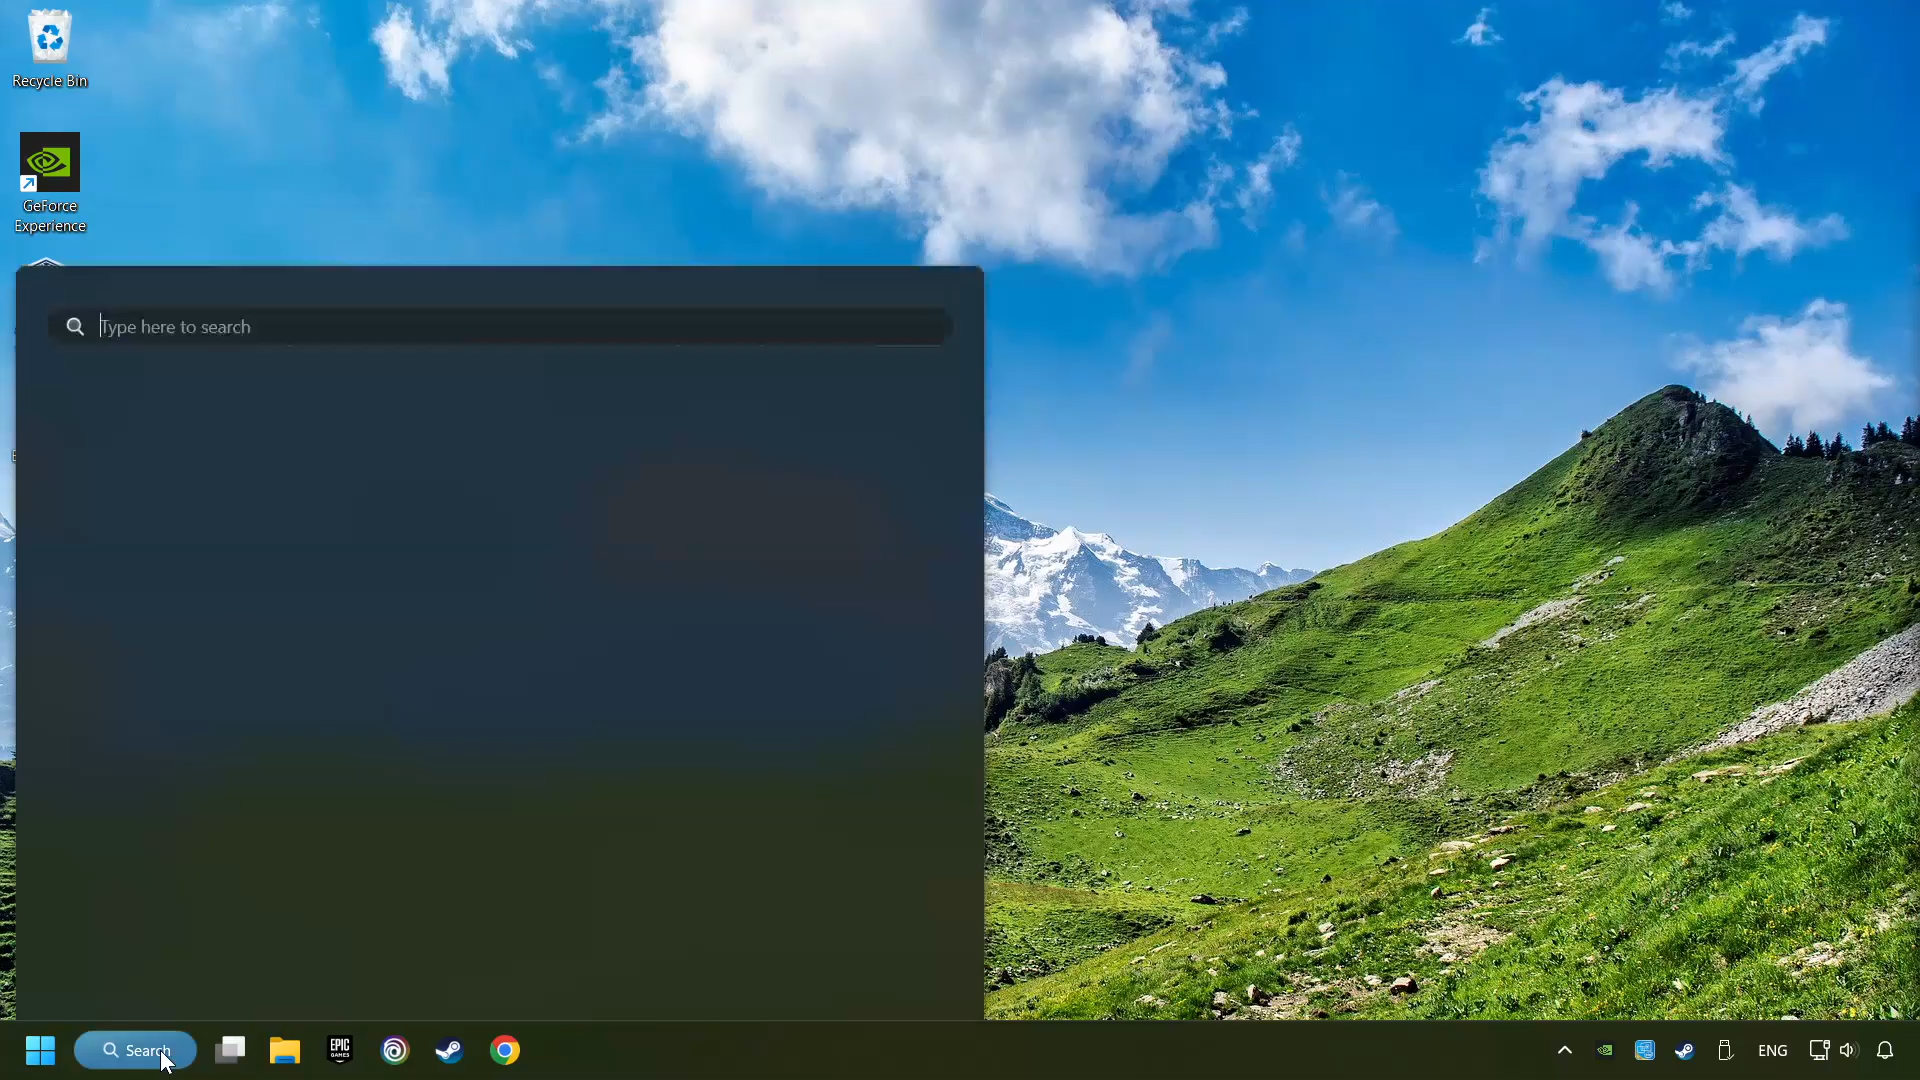 Recycle Bin
GeForce
Experience
Type here to search
Search
EPIC
GAMES
ENG